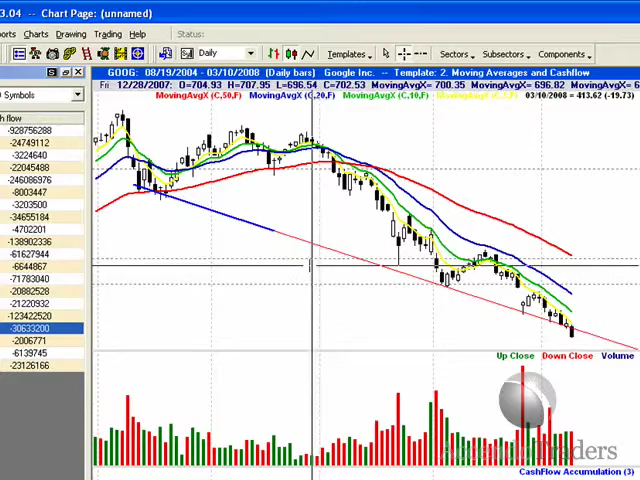 3.04 - Chart Page: (unnamed)
Charts Drawing Trading Help Status:
Daily Templates Sectors Subsectors Components
GOOG: 08/19/2004 - 03/10/2008 (Daily bars) Google Inc. -- Template: 2. Moving Averages and Cashflow
Fri 12/28/2007; O=704.93 H=707.95 L=696.54 C=702.53 MovingAvgX= 700.35 MovingAvgX= 696.82
MovingAvgX (C,50,F) MovingAvgX (C,20,F) MovingAvgX (C,10,F) 03/10/2008 = 413.62 (-19.73)
Symbols
flow
-928756288
-24749112
-3224640
-22045488
-246086976
-8003447
-3203500
-34655184
-4702201
-138902336
-61627944
-6644867
-71783040
-20882528
-21220932
-123422520
-30633200
-2006771
-6139745
-23126166
Up Close Down Close Volume
Traders
CashFlow Accumulation (3)